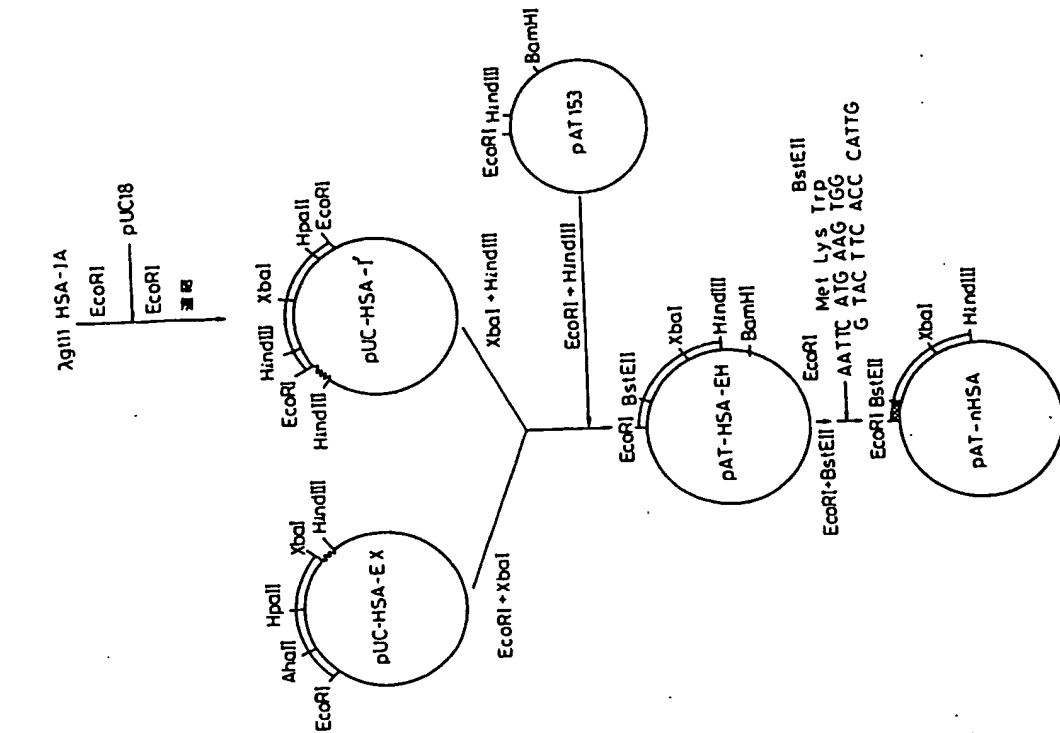 λgt11 HSA-1A
EcoRI
pUC18
EcoRI
AhaII
HpaII
XbaI
HindIII
EcoRI
pUC-HSA-EX
HindIII
EcoRI
HindIII
XbaI
HpaII
EcoRI
pUC-HSA-I'
EcoRI+XbaI
XbaI+HindIII
EcoRI
HindIII
BamHI
pAT153
EcoRI+HindIII
EcoRI
BstEII
XbaI
HindIII
BamHI
pAT-HSA-EH
EcoRI+BstEII
EcoRI
Met Lys Trp
BstEII
AATTC ATG AAG TGG
G TAC TTC ACC CATTG
EcoRI
BstEII
XbaI
HindIII
pAT-nHSA